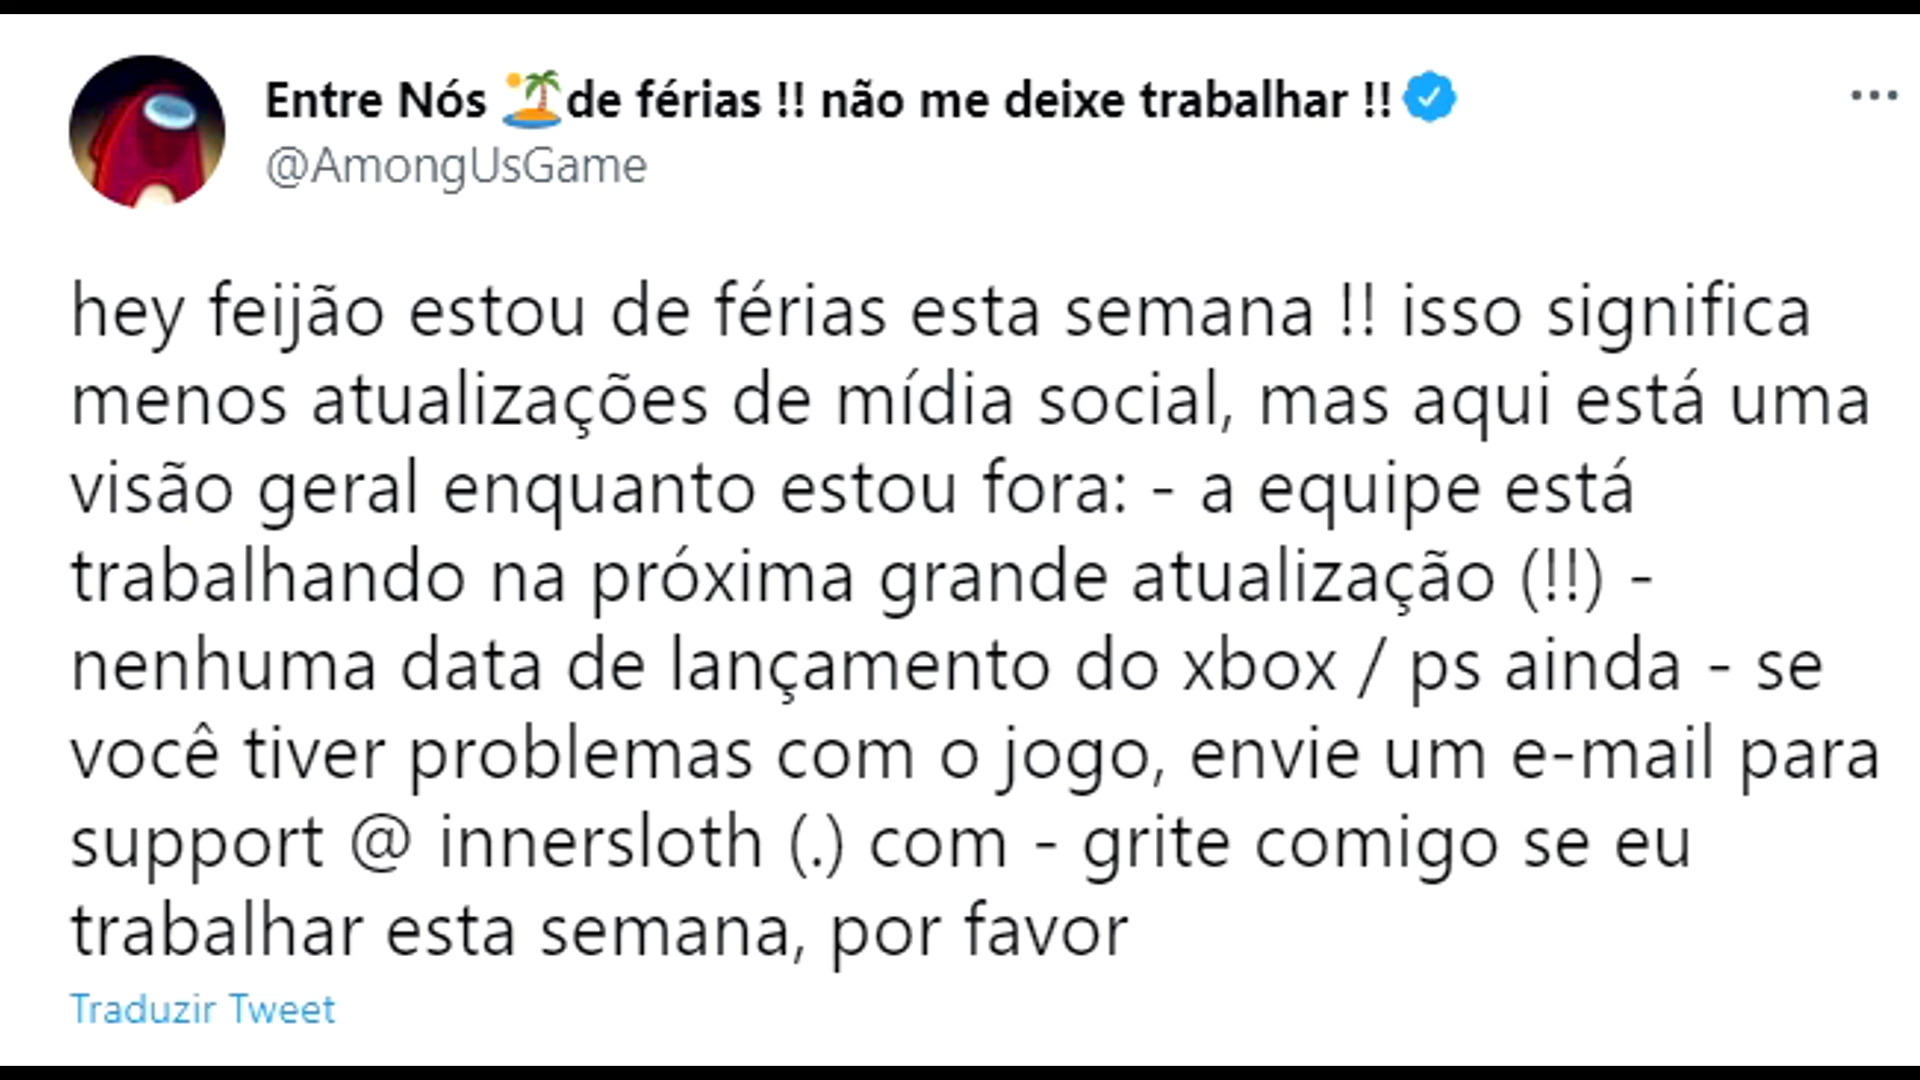 Entre Nós 🏝️de férias !! não me deixe trabalhar !!
@AmongUsGame
hey feijão estou de férias esta semana !! isso significa
menos atualizações de mídia social, mas aqui está uma
visão geral enquanto estou fora: - a equipe está
trabalhando na próxima grande atualização (!!) -
nenhuma data de lançamento do xbox / ps ainda - se
você tiver problemas com o jogo, envie um e-mail para
support @ innersloth (.) com - grite comigo se eu
trabalhar esta semana, por favor
Traduzir Tweet